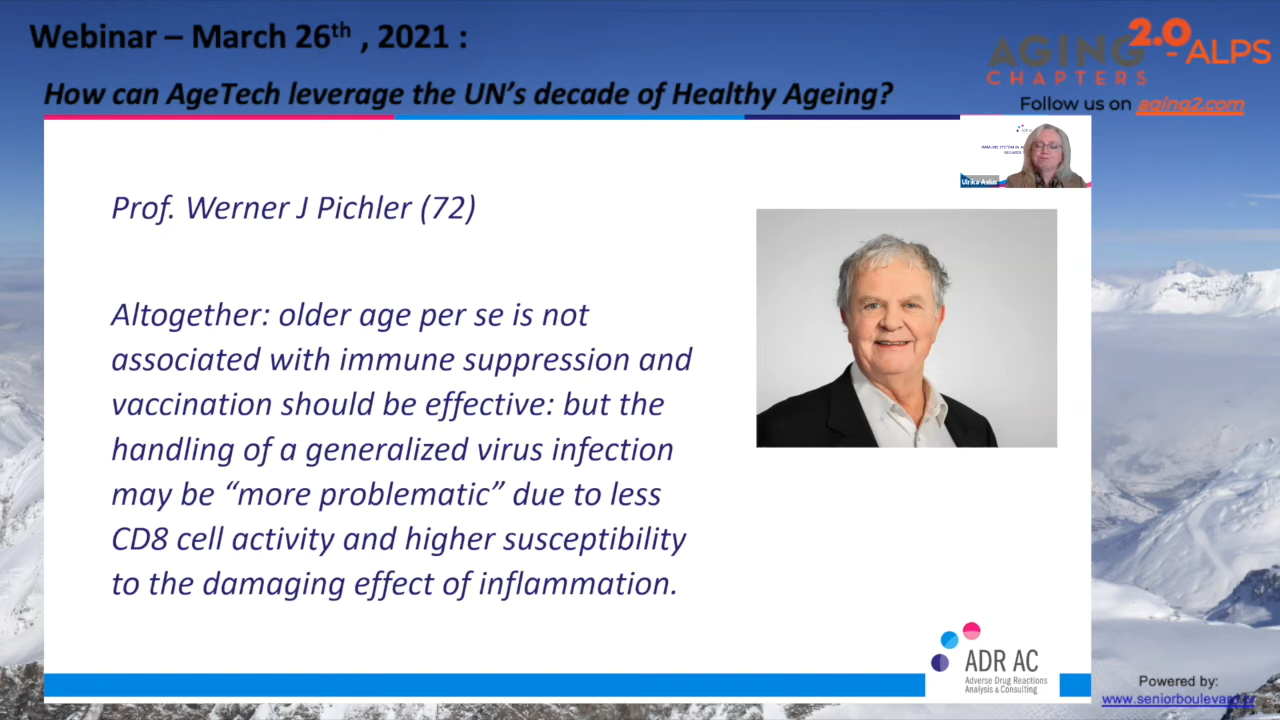 Webinar – March 26th , 2021 :
How can AgeTech leverage the UN's decade of Healthy Ageing?
AGING 2.0 - ALPS
CHAPTERS
Follow us on aging2.com
Ulrika Axius
Prof. Werner J Pichler (72)
Altogether: older age per se is not
associated with immune suppression and
vaccination should be effective: but the
handling of a generalized virus infection
may be “more problematic” due to less
CD8 cell activity and higher susceptibility
to the damaging effect of inflammation.
ADR AC
Adverse Drug Reactions
Analysis & Consulting
Powered by: